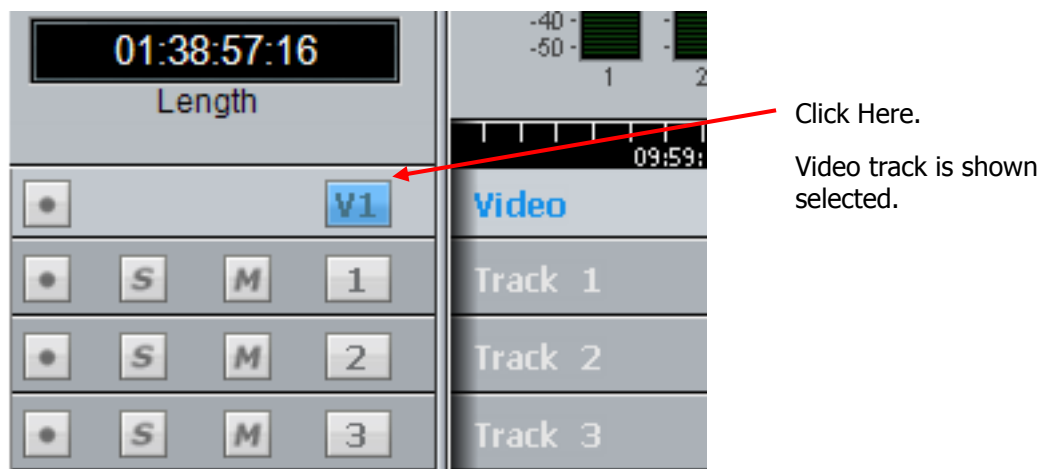 -40 -
-50 -
1 2
01:38:57:16
Length
Click Here.
09:59:
Video track is shown
selected.
V1 Video
S M 1 Track 1
S M 2 Track 2
S M 3 Track 3